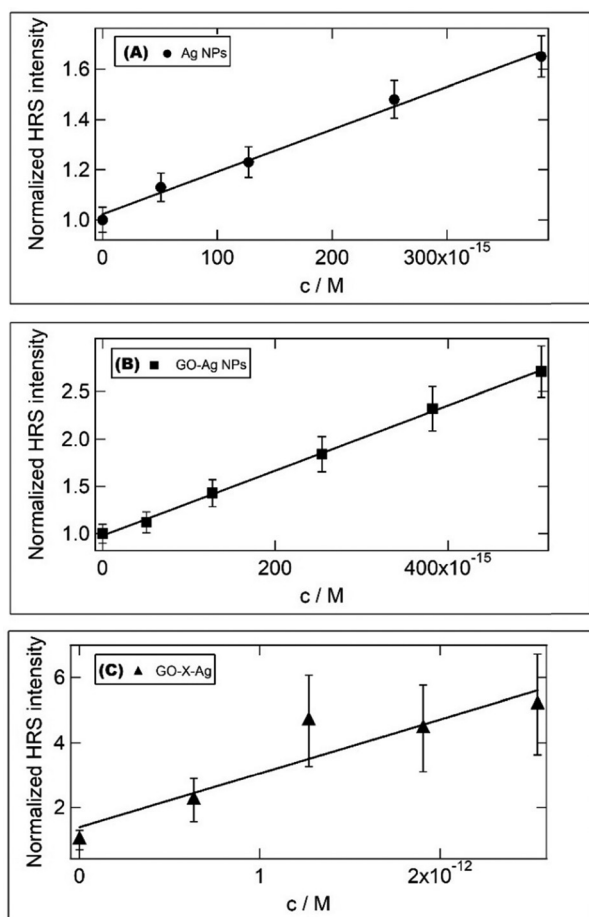 (A) ● Ag NPs
Normalized HRS intensity
1.6
1.4
1.2
1.0
0
100
200
300x10-15
c / M
(B) ■ GO-Ag NPs
Normalized HRS intensity
2.5
2.0
1.5
1.0
0
200
400x10-15
c / M
(C) ▲ GO-X-Ag
Normalized HRS intensity
6
4
2
0
1
2x10-12
c / M